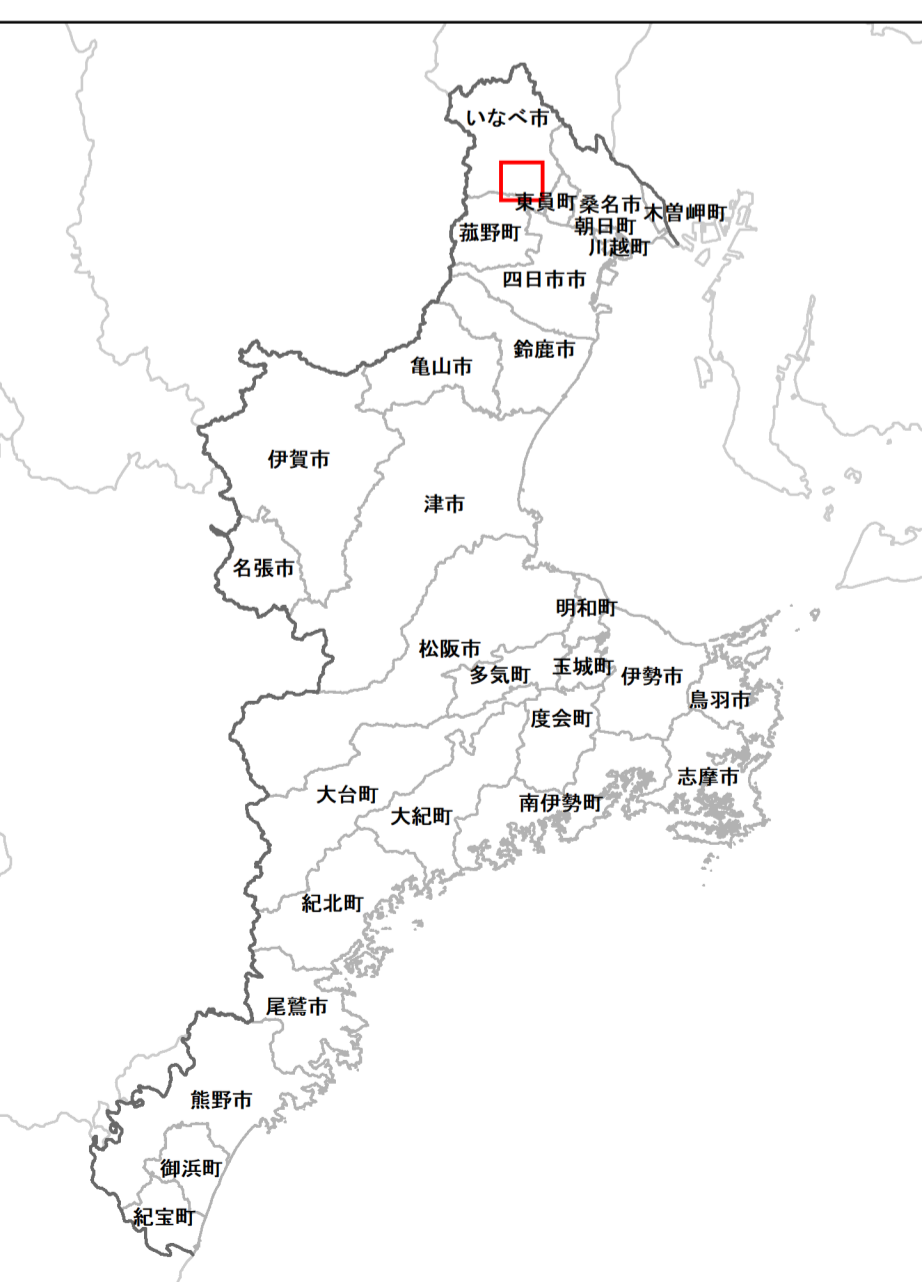 いなべ市
東員町
桑名市
木曽岬町
朝日町
菰野町
川越町
四日市市
鈴鹿市
亀山市
伊賀市
津市
名張市
明和町
松阪市
多気町
玉城町
伊勢市
鳥羽市
度会町
志摩市
大台町
南伊勢町
大紀町
紀北町
尾鷲市
熊野市
御浜町
紀宝町